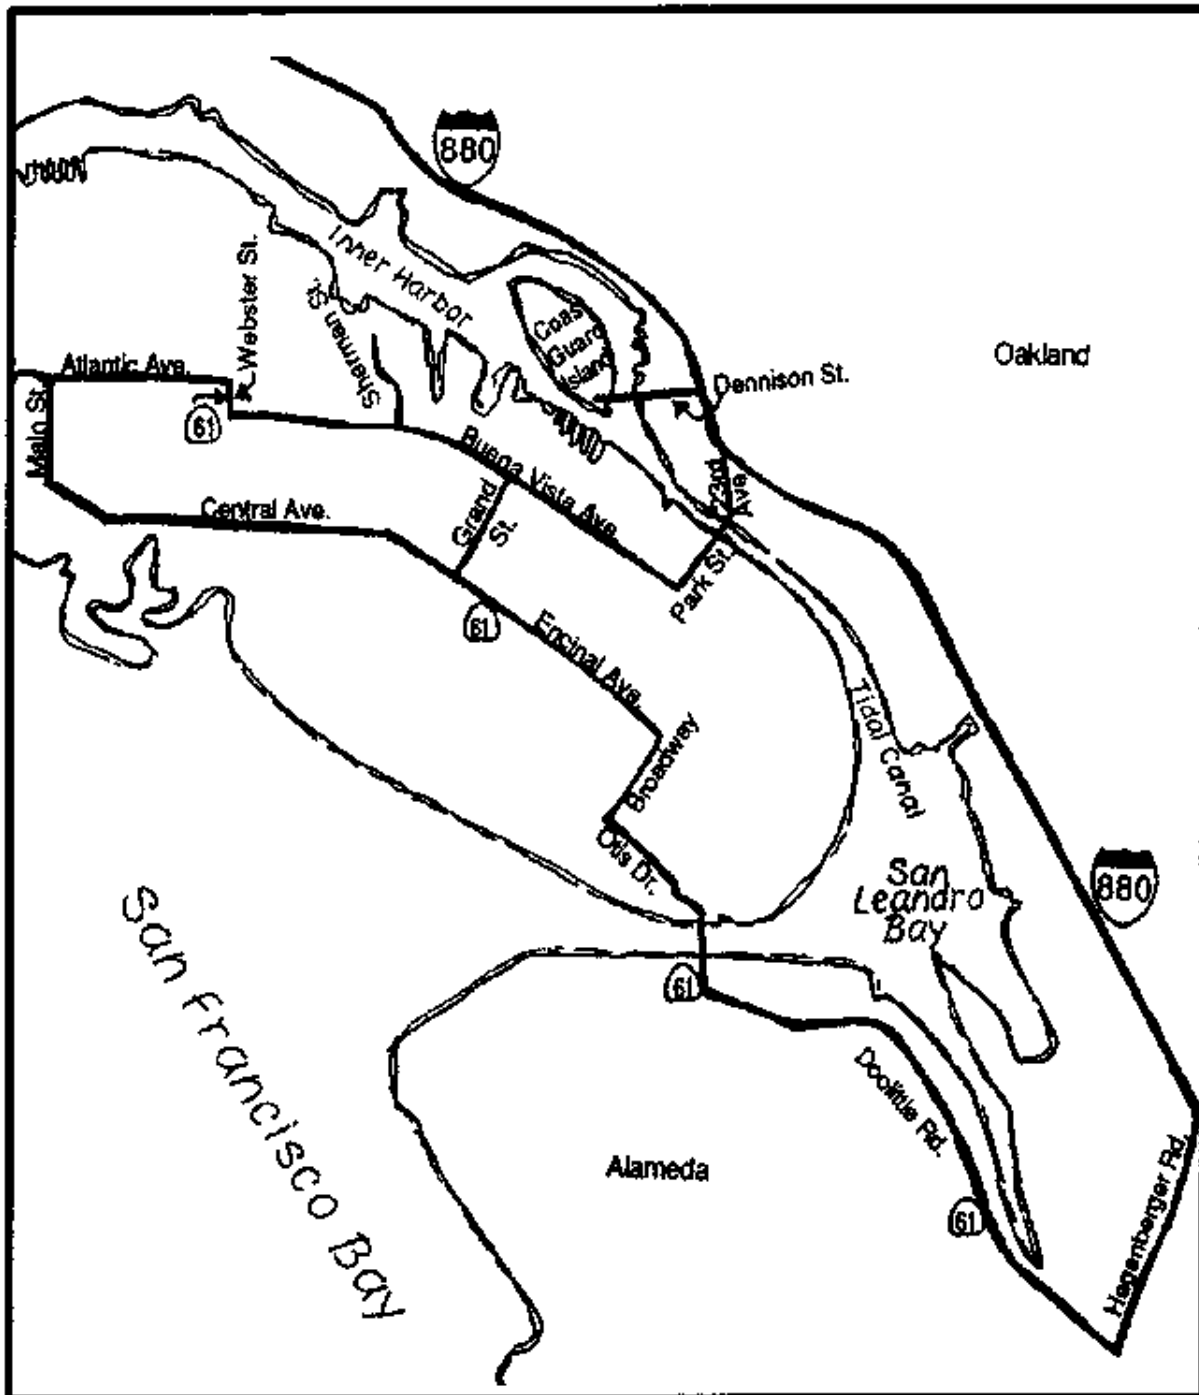 880
Inner Harbor
Webster St.
Sherman St.
Coast
Guard
Island
Oakland
Atlantic Ave.
Dennison St.
Main St.
61
Buena Vista Ave.
23rd
Ave.
Central Ave.
Grand
St.
Park St.
61
Encinal Ave.
Tidal Canal
Broadway
Otis Dr.
San
Leandro
Bay
880
San Francisco Bay
61
Doolittle Rd.
Alameda
61
Hegenberger Rd.